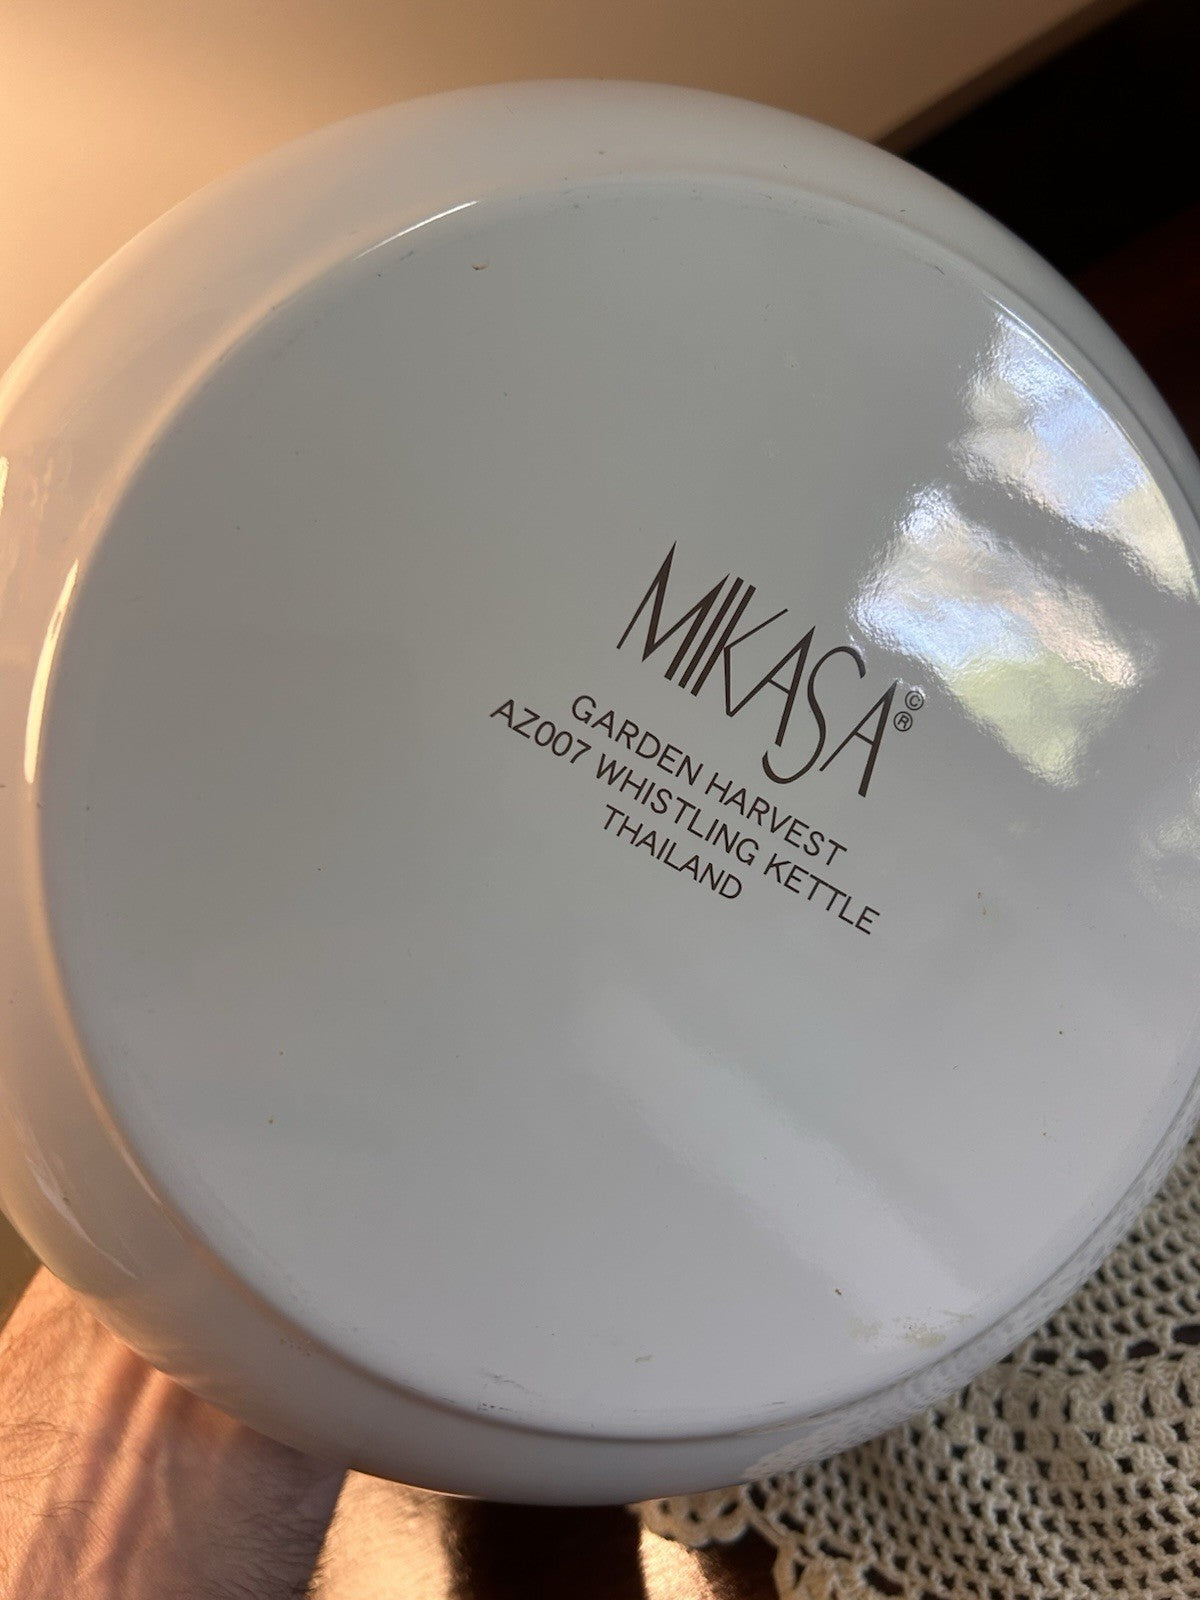 MIKASA©®
GARDEN HARVEST
AZ007 WHISTLING KETTLE
THAILAND